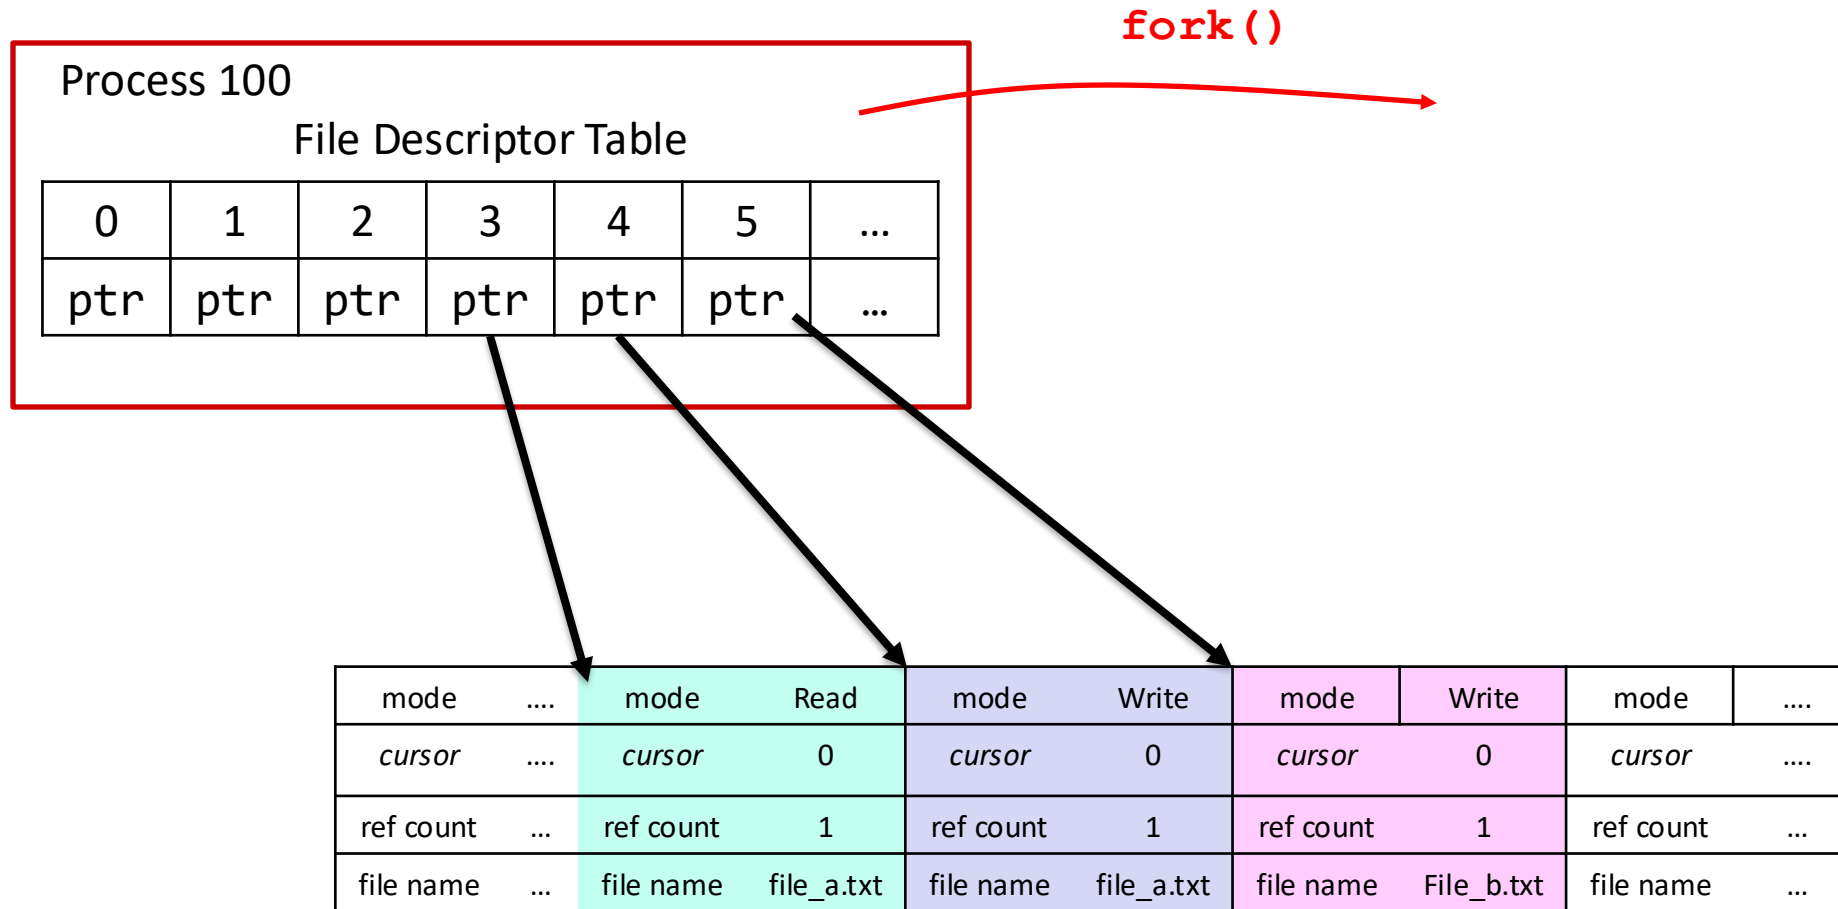 fork()
Process 100
File Descriptor Table
0 1 2 3 4 5 ...
ptr ptr ptr ptr ptr ptr ...
mode .... mode Read mode Write mode Write mode ....
cursor .... cursor 0 cursor 0 cursor 0 cursor ....
ref count ... ref count 1 ref count 1 ref count 1 ref count ...
file name ... file name file_a.txt file name file_a.txt file name File_b.txt file name ...